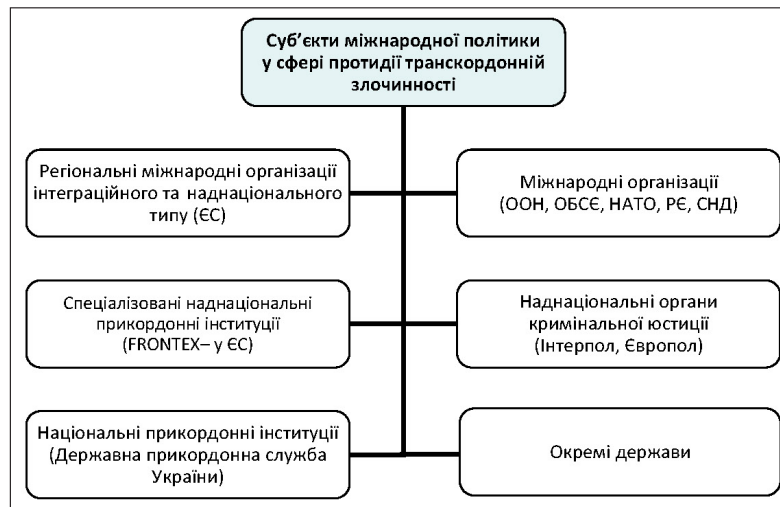 Суб’єкти міжнародної політики
у сфері протидії транскордонній
злочинності
Регіональні міжнародні організації
інтеграційного та наднаціонального
типу (ЄС)
Міжнародні організації
(ООН, ОБСЄ, НАТО, РЄ, СНД)
Спеціалізовані наднаціональні
прикордонні інституції
(FRONTEX– у ЄС)
Наднаціональні органи
кримінальної юстиції
(Інтерпол, Європол)
Національні прикордонні інституції
(Державна прикордонна служба
України)
Окремі держави